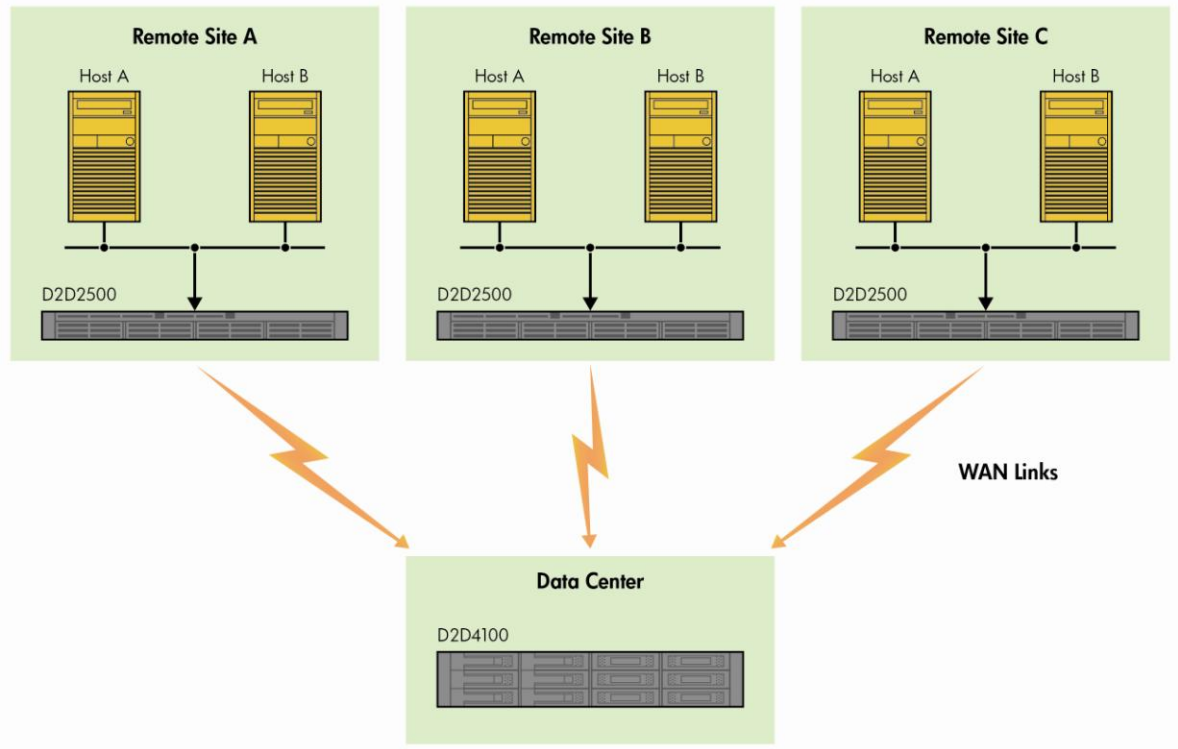 Remote Site A
Host A
Host B
D2D2500
Remote Site B
Host A
Host B
D2D2500
Remote Site C
Host A
Host B
D2D2500
WAN Links
Data Center
D2D4100